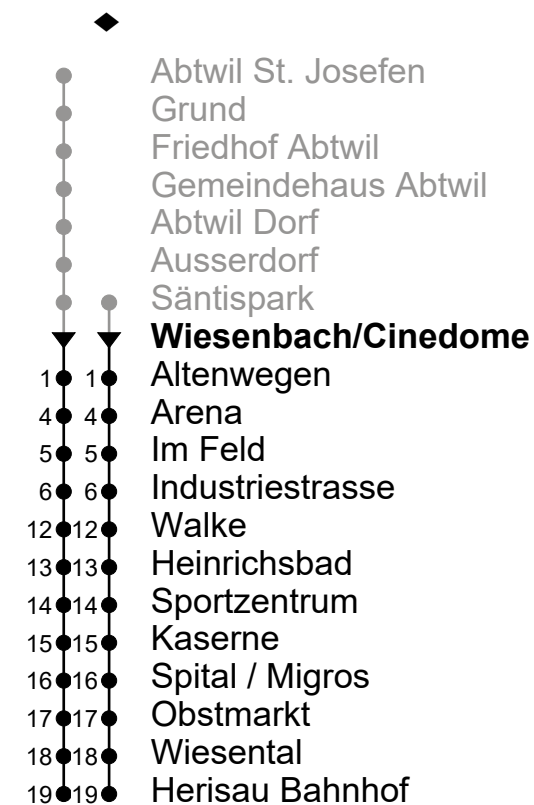 Abtwil St. Josefen
Grund
Friedhof Abtwil
Gemeindehaus Abtwil
Abtwil Dorf
Ausserdorf
Säntispark
Wiesenbach/Cinedome
1 1 Altenwegen
4 4 Arena
5 5 Im Feld
6 6 Industriestrasse
12 12 Walke
13 13 Heinrichsbad
14 14 Sportzentrum
15 15 Kaserne
16 16 Spital / Migros
17 17 Obstmarkt
18 18 Wiesental
19 19 Herisau Bahnhof